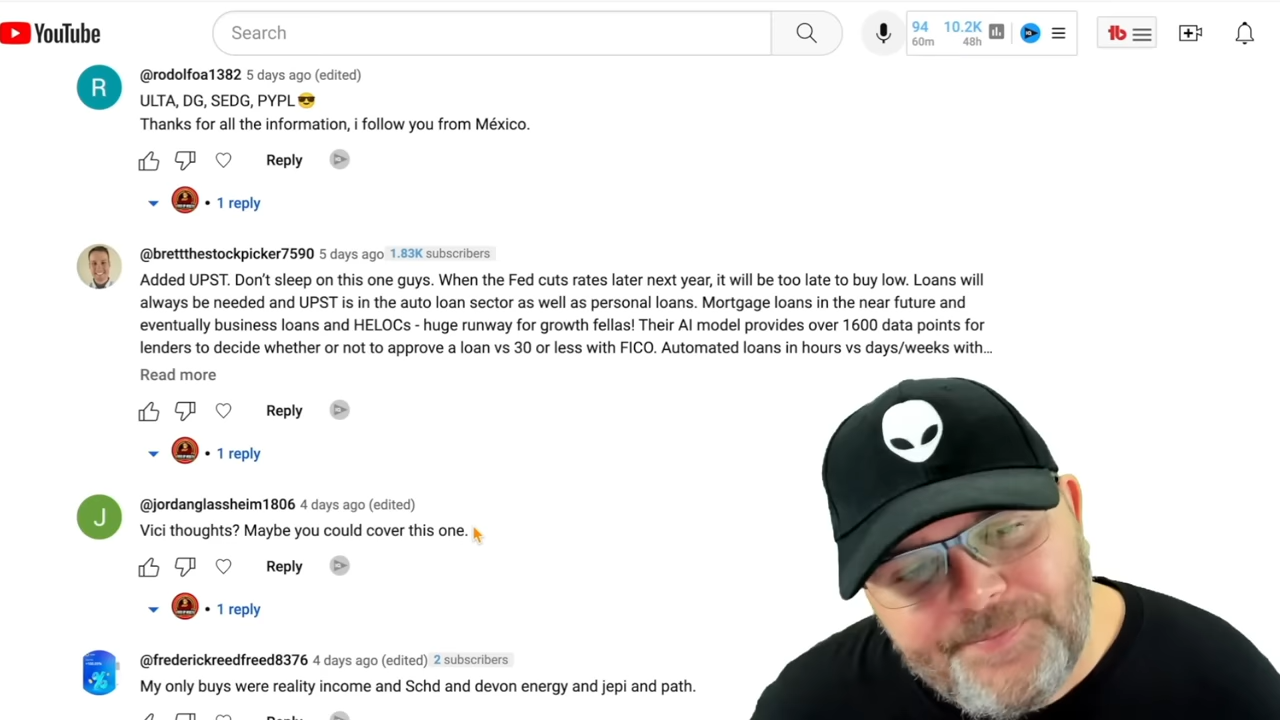 YouTube
Search
94
60m
10.2K
48h
@rodolfoa1382 5 days ago (edited)
ULTA, DG, SEDG, PYPL😎
Thanks for all the information, i follow you from México.
Reply
1 reply
@brettthestockpicker7590 5 days ago 1.83K subscribers
Added UPST. Don’t sleep on this one guys. When the Fed cuts rates later next year, it will be too late to buy low. Loans will
always be needed and UPST is in the auto loan sector as well as personal loans. Mortgage loans in the near future and
eventually business loans and HELOCs - huge runway for growth fellas! Their AI model provides over 1600 data points for
lenders to decide whether or not to approve a loan vs 30 or less with FICO. Automated loans in hours vs days/weeks with…
Read more
Reply
1 reply
J
@jordanglassheim1806 4 days ago (edited)
Vici thoughts? Maybe you could cover this one.
Reply
1 reply
@frederickreedfreed8376 4 days ago (edited) 2 subscribers
My only buys were reality income and Schd and devon energy and jepi and path.
R
tb